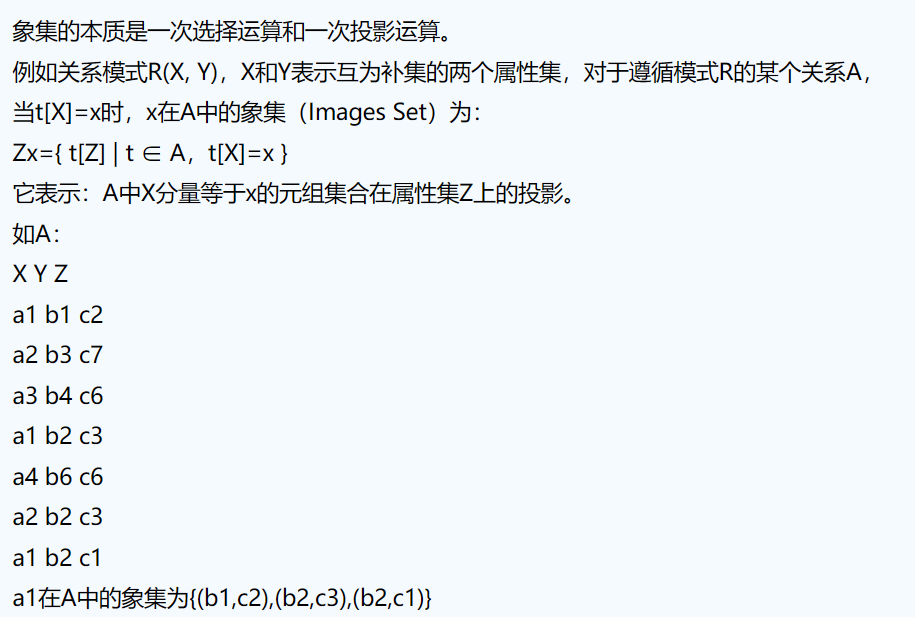 象集的本质是一次选择运算和一次投影运算。
例如关系模式R(X, Y)，X和Y表示互为补集的两个属性集，对于遵循模式R的某个关系A，
当t[X]=x时，x在A中的象集（Images Set）为：
Zx={ t[Z] | t ∈ A，t[X]=x }
它表示：A中X分量等于x的元组集合在属性集Z上的投影。
如A：
X Y Z
a1 b1 c2
a2 b3 c7
a3 b4 c6
a1 b2 c3
a4 b6 c6
a2 b2 c3
a1 b2 c1
a1在A中的象集为{(b1,c2),(b2,c3),(b2,c1)}